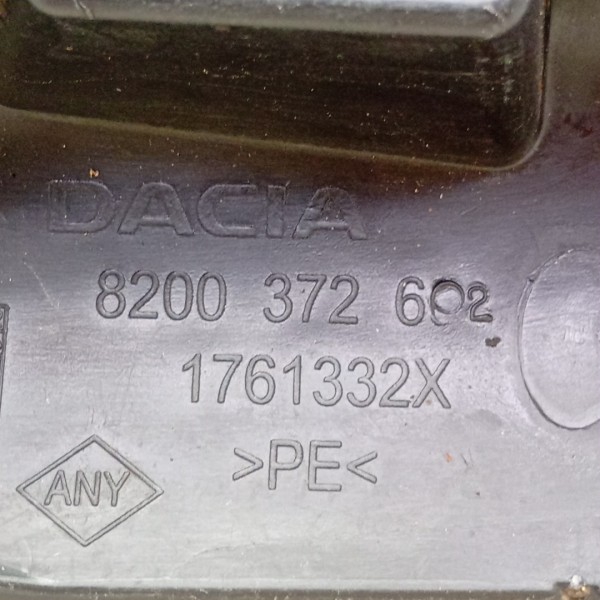 DACIA
8200 372 602
1761332X
>PE<
ANY